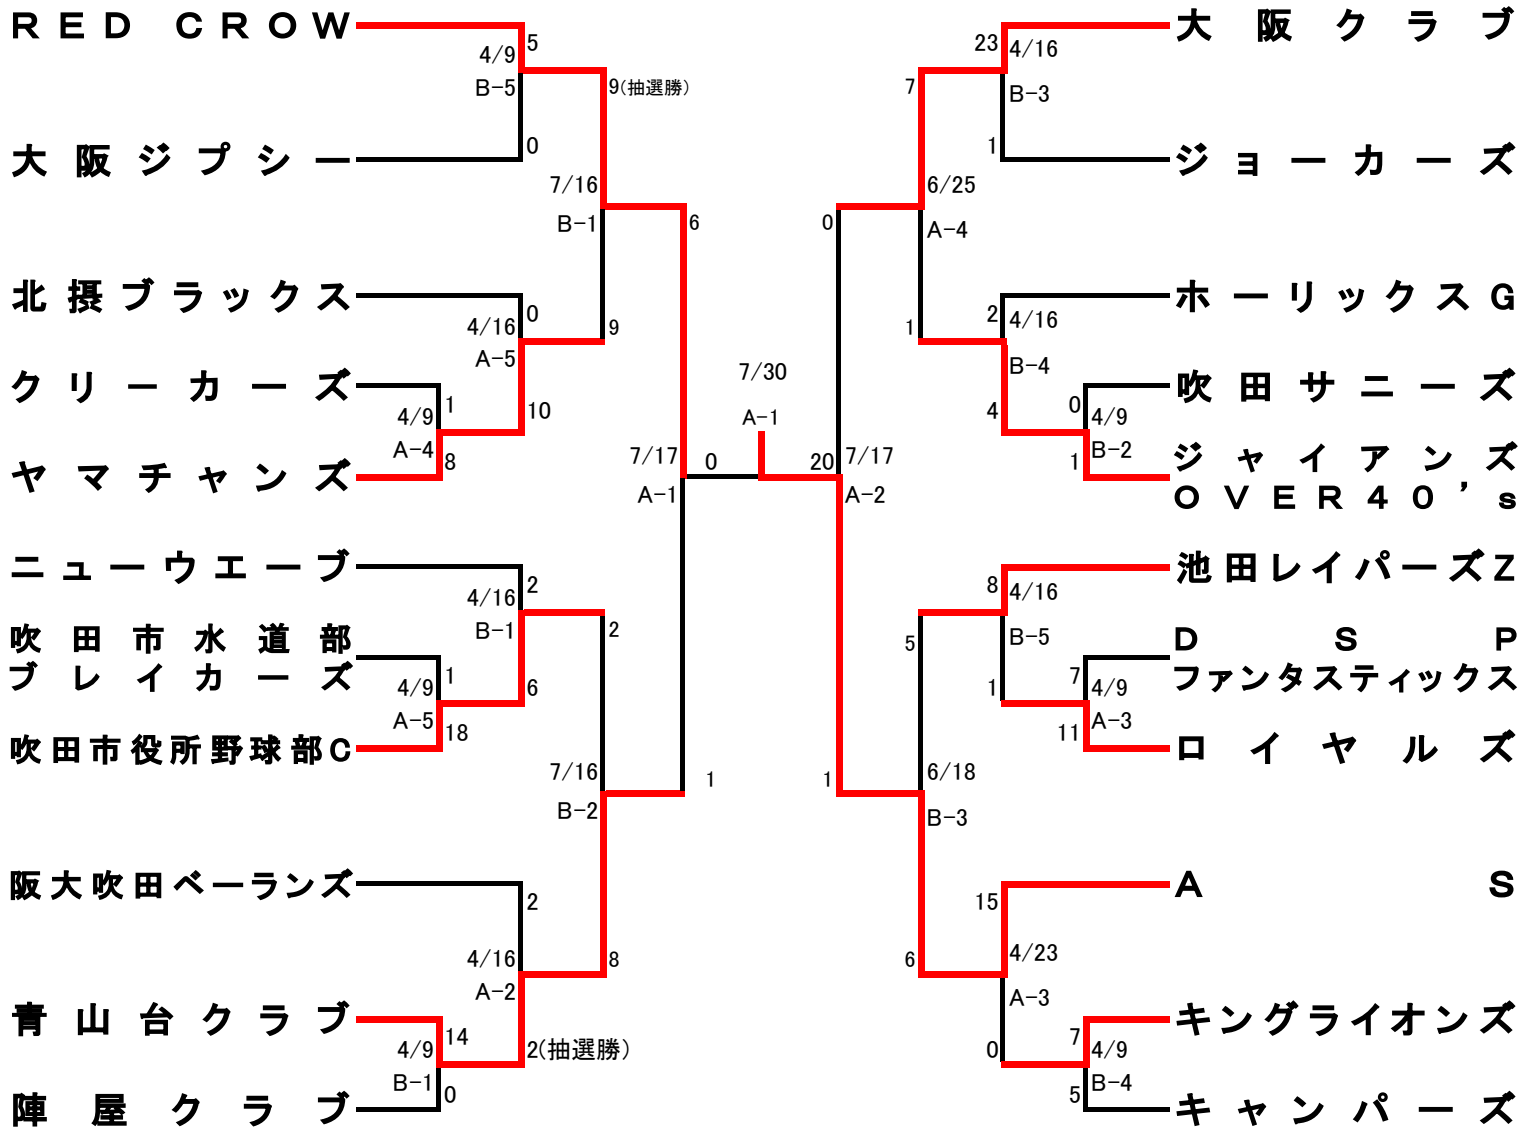 ＲＥＤ ＣＲＯＷ
5
4/9
B-5
9(抽選勝)
大阪ジプシー
0
7/16
B-1
6
北摂ブラックス
0
4/16
A-5
9
クリーカーズ
1
4/9
A-4
10
ヤマチャンズ
8
7/17
A-1
0
ニューウエーブ
2
4/16
B-1
2
吹田市水道部
ブレイカーズ
1
4/9
A-5
6
吹田市役所野球部C
18
7/16
B-2
1
阪大吹田ベーランズ
2
4/16
A-2
8
青山台クラブ
14
4/9
B-1
2(抽選勝)
陣屋クラブ
0
7/30
A-1
大阪クラブ
23
4/16
B-3
7
ジョーカーズ
1
6/25
A-4
0
ホーリックスG
2
4/16
B-4
1
吹田サニーズ
0
4/9
B-2
4
ジャイアンズ
ＯＶＥＲ４０’ｓ
1
20
7/17
A-2
池田レイパーズZ
8
4/16
B-5
5
ＤＳＰ
ファンタスティックス
7
4/9
A-3
1
ロイヤルズ
11
6/18
B-3
1
ＡＳ
15
4/23
A-3
6
キングライオンズ
7
4/9
B-4
0
キャンパーズ
5